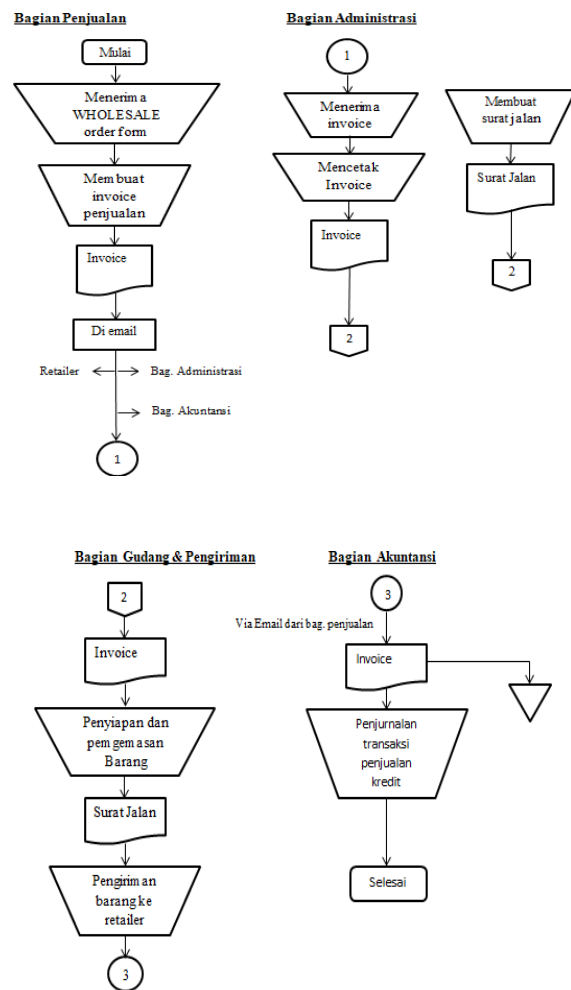 Bagian Penjualan
Mulai
Menerima
WHOLESALE
order form
Membuat
invoice
penjualan
Invoice
Di email
Retailer
Bag. Administrasi
Bag. Akuntansi
1
Bagian Administrasi
1
Menerima
invoice
Mencetak
Invoice
Invoice
2
Membuat
surat jalan
Surat Jalan
2
Bagian Gudang & Pengiriman
2
Invoice
Penyiapan dan
pemgemasan
Barang
Surat Jalan
Pengiriman
barang ke
retailer
3
Bagian Akuntansi
3
Via Email dari bag. penjualan
Invoice
Penjurnalan
transaksi
penjualan
kredit
Selesai